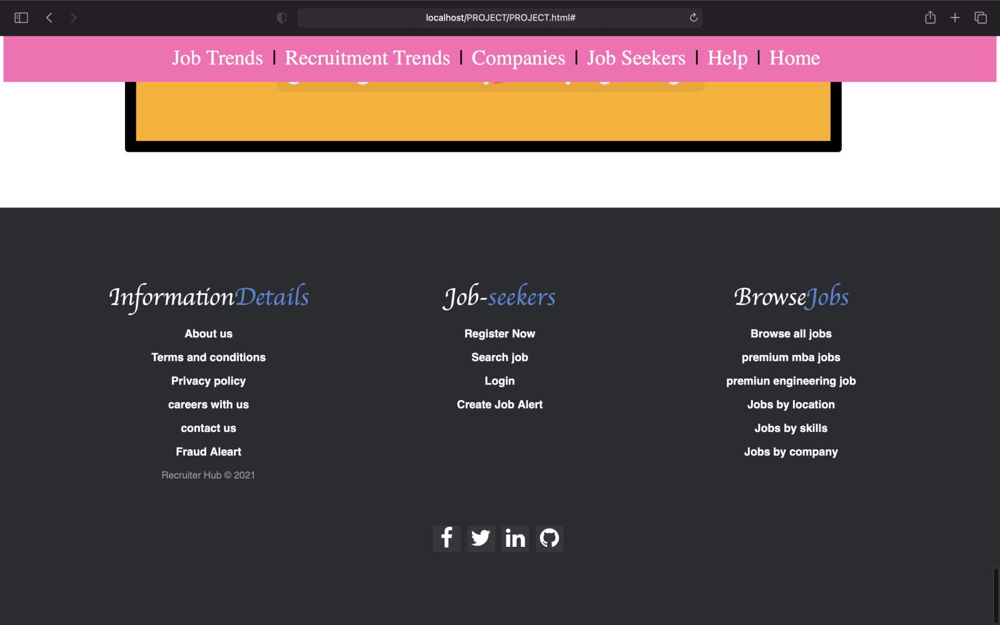 localhost/PROJECT/PROJECT.html#
Job Trends | Recruitment Trends | Companies | Job Seekers | Help | Home
InformationDetails
About us
Terms and conditions
Privacy policy
careers with us
contact us
Fraud Aleart
Recruiter Hub © 2021
Job-seekers
Register Now
Search job
Login
Create Job Alert
BrowseJobs
Browse all jobs
premium mba jobs
premiun engineering job
Jobs by location
Jobs by skills
Jobs by company